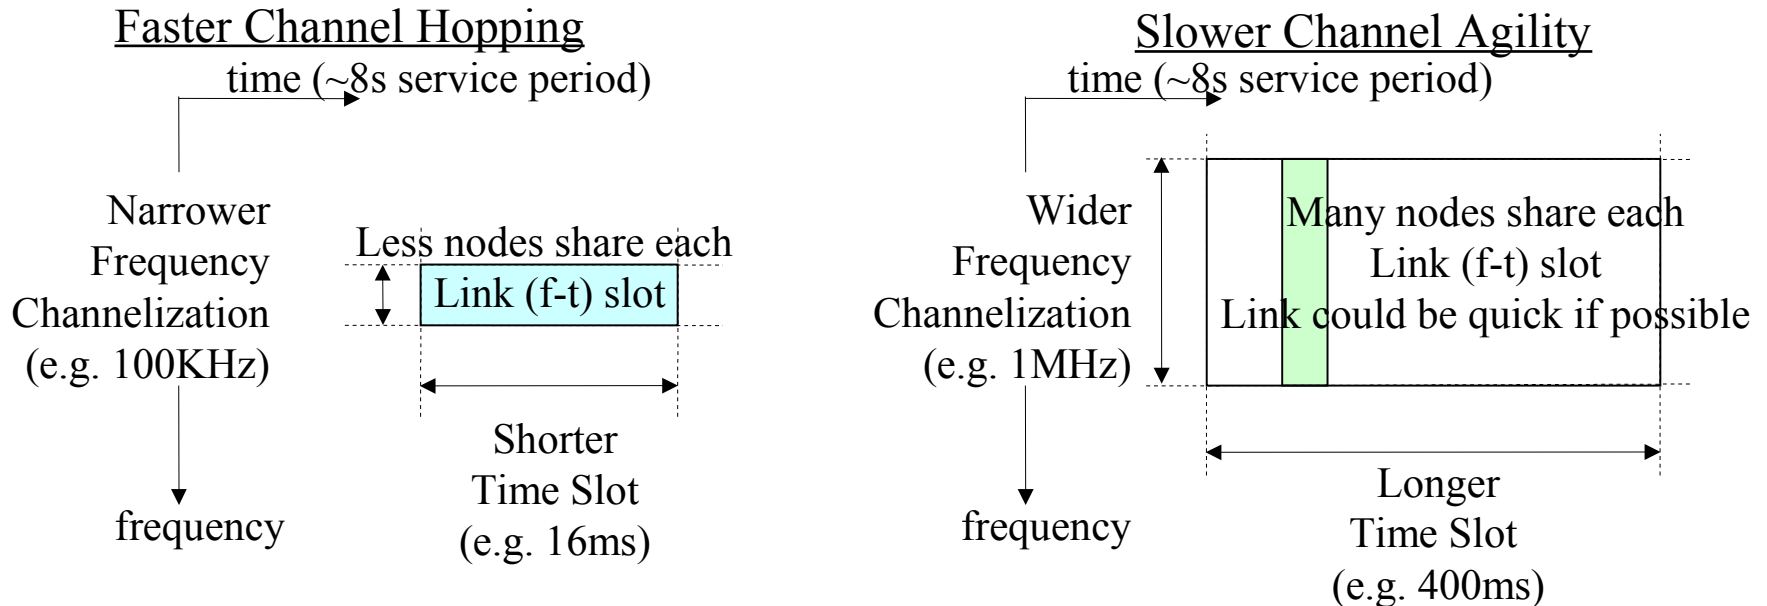 Faster Channel Hopping
time (~8s service period)
Narrower
Frequency
Channelization
(e.g. 100KHz)
Less nodes share each
Link (f-t) slot
Shorter
Time Slot
(e.g. 16ms)
frequency
Slower Channel Agility
time (~8s service period)
Wider
Frequency
Channelization
(e.g. 1MHz)
Many nodes share each
Link (f-t) slot
Link could be quick if possible
Longer
Time Slot
(e.g. 400ms)
frequency